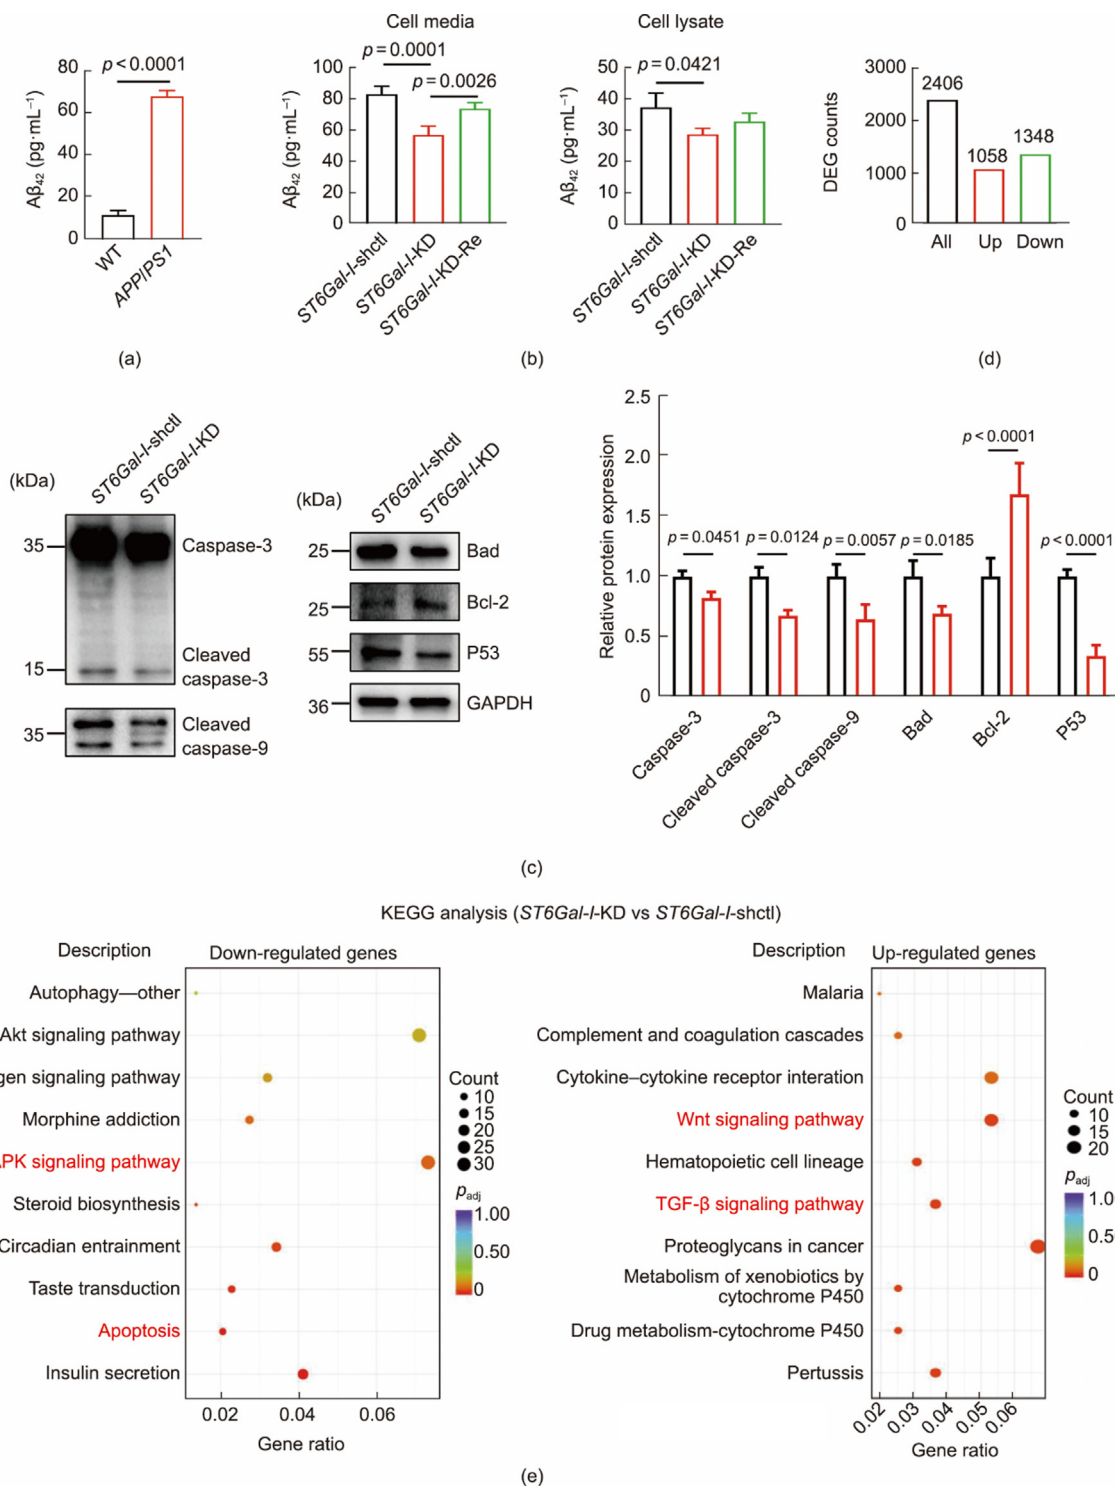 Cell media
Cell lysate
p < 0.0001
p = 0.0001
p = 0.0026
p = 0.0421
Aβ42 (pg·mL−1)
80
60
40
20
0
WT
APP/PS1
Aβ42 (pg·mL−1)
100
80
60
40
20
0
ST6Gal-I-shctl
ST6Gal-I-KD
ST6Gal-I-KD-Re
Aβ42 (pg·mL−1)
50
40
30
20
10
0
ST6Gal-I-shctl
ST6Gal-I-KD
ST6Gal-I-KD-Re
DEG counts
3000
2000
1000
0
2406
1058
1348
All Up Down
(a)
(b)
(d)
(kDa)
ST6Gal-I-shctl
ST6Gal-I-KD
35
Caspase-3
15
Cleaved
caspase-3
35
Cleaved
caspase-9
(kDa)
ST6Gal-I-shctl
ST6Gal-I-KD
25
Bad
25
Bcl-2
55
P53
36
GAPDH
Relative protein expression
2.5
2.0
1.5
1.0
0.5
0
p = 0.0451
p = 0.0124
p = 0.0057
p = 0.0185
p < 0.0001
p < 0.0001
Caspase-3
Cleaved caspase-3
Cleaved caspase-9
Bad
Bcl-2
P53
(c)
KEGG analysis (ST6Gal-I-KD vs ST6Gal-I-shctl)
Description
Down-regulated genes
Autophagy—other
Akt signaling pathway
gen signaling pathway
Morphine addiction
APK signaling pathway
Steroid biosynthesis
Circadian entrainment
Taste transduction
Apoptosis
Insulin secretion
0.02 0.04 0.06
Gene ratio
Count
10
15
20
25
30
padj
1.00
0.50
0
Description
Up-regulated genes
Malaria
Complement and coagulation cascades
Cytokine–cytokine receptor interation
Wnt signaling pathway
Hematopoietic cell lineage
TGF-β signaling pathway
Proteoglycans in cancer
Metabolism of xenobiotics by
cytochrome P450
Drug metabolism-cytochrome P450
Pertussis
0.02 0.03 0.04 0.05 0.06
Gene ratio
Count
10
15
20
padj
1.0
0.5
0
(e)